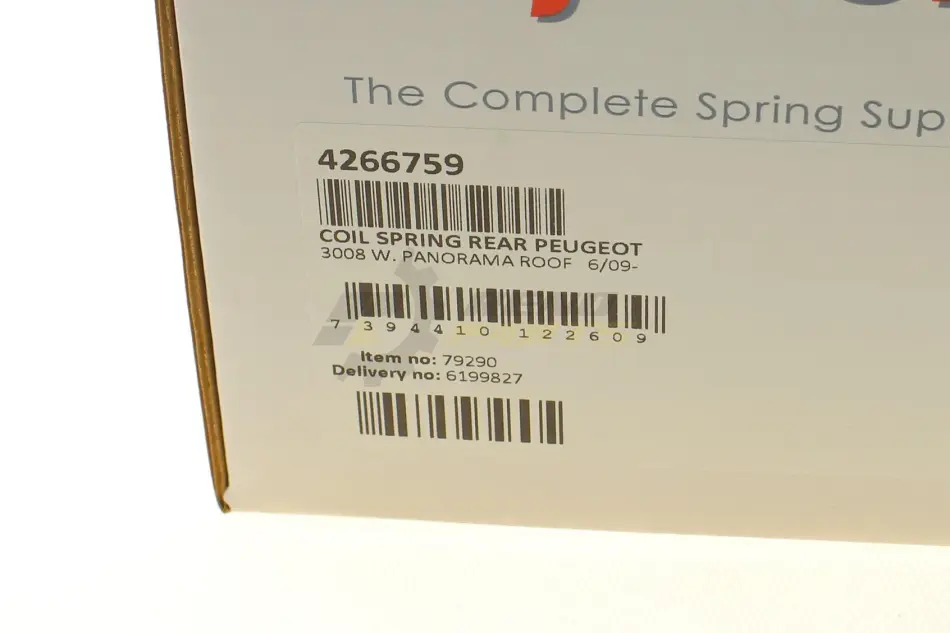 The Complete Spring Sup
4266759
COIL SPRING REAR PEUGEOT
3008 W. PANORAMA ROOF 6/09-
7 394410 122609
Item no: 79290
Delivery no: 6199827